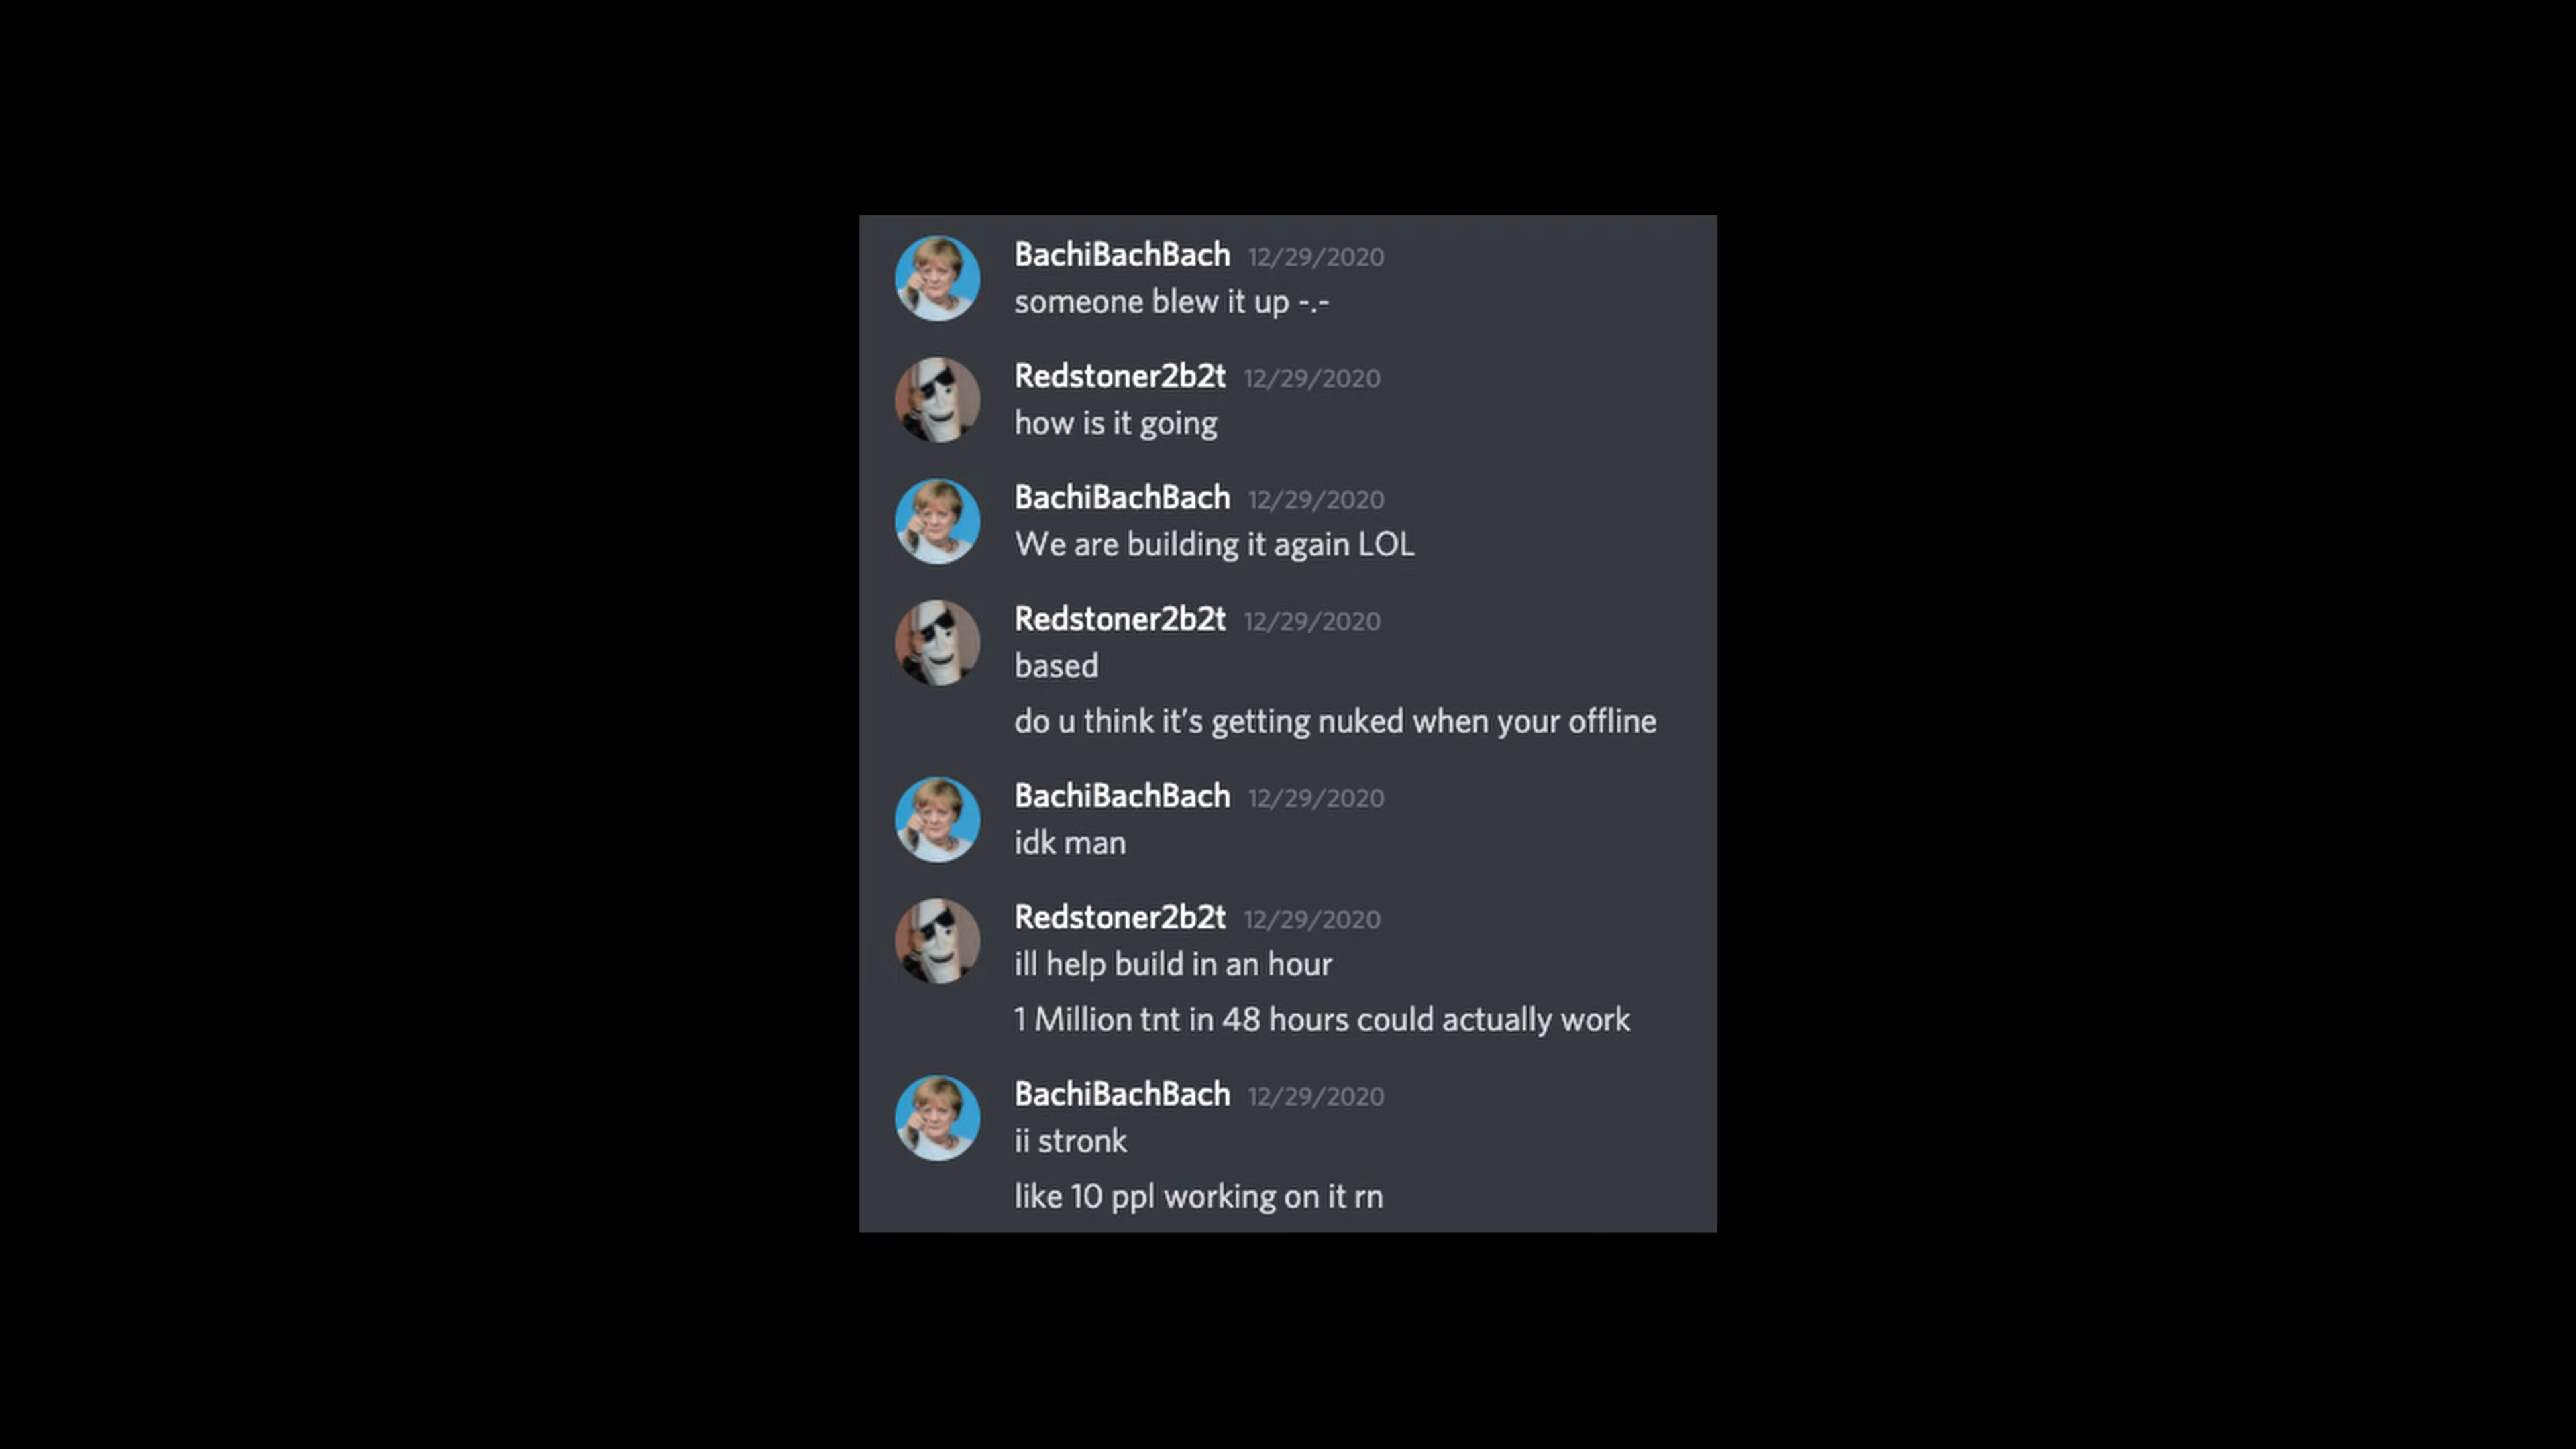 BachiBachBach 12/29/2020
someone blew it up -.-
Redstoner2b2t 12/29/2020
how is it going
BachiBachBach 12/29/2020
We are building it again LOL
Redstoner2b2t 12/29/2020
based
do u think it's getting nuked when your offline
BachiBachBach 12/29/2020
idk man
Redstoner2b2t 12/29/2020
ill help build in an hour
1 Million tnt in 48 hours could actually work
BachiBachBach 12/29/2020
ii stronk
like 10 ppl working on it rn